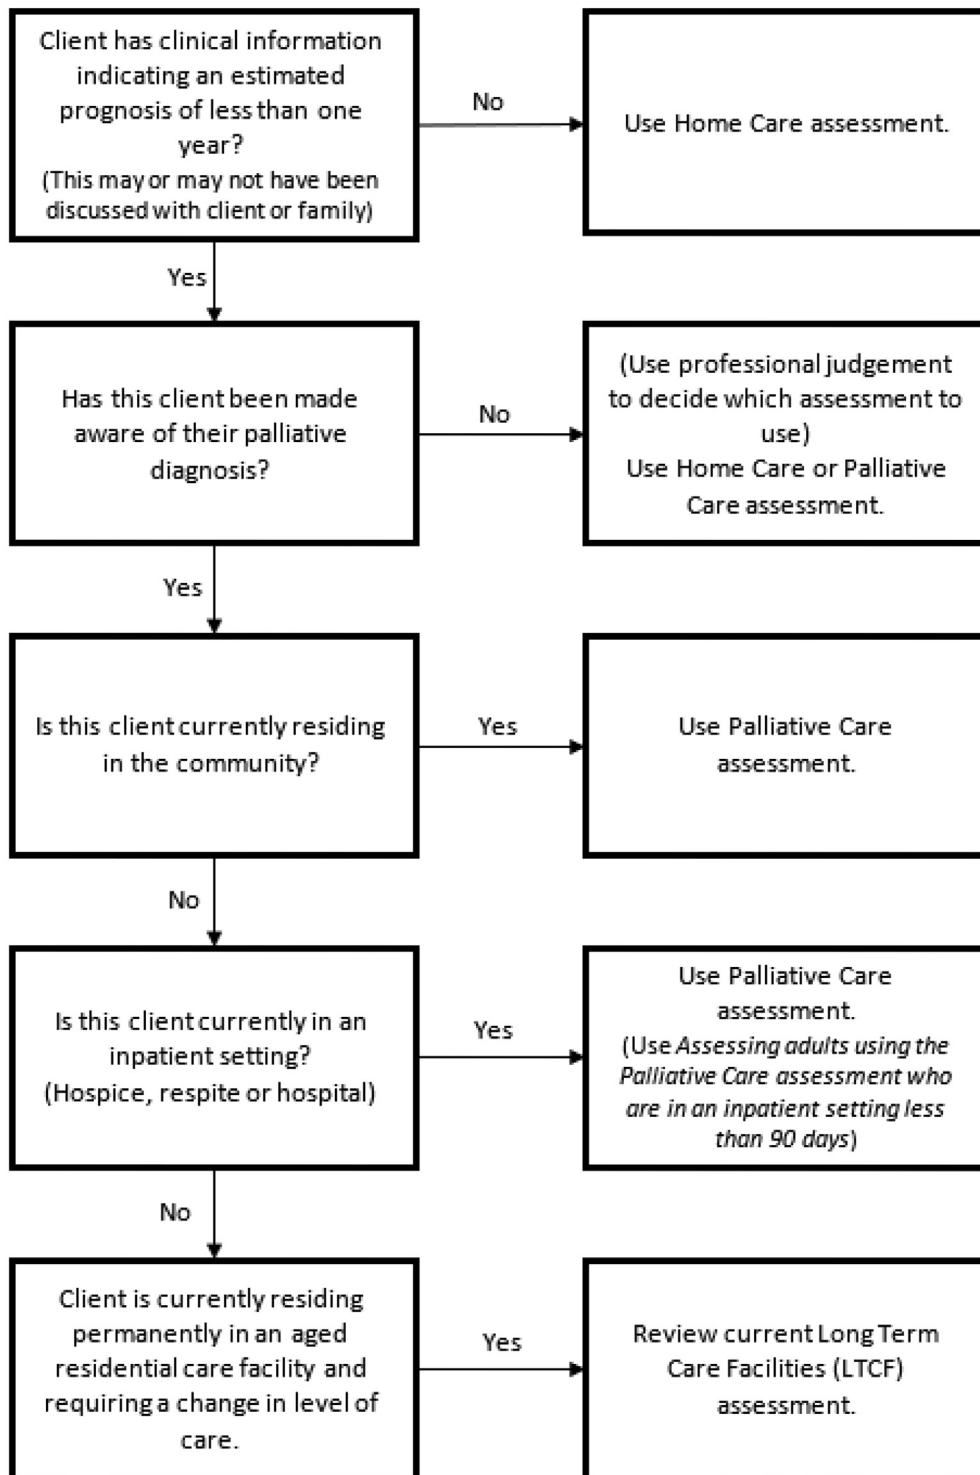 Client has clinical information
indicating an estimated
prognosis of less than one
year?
(This may or may not have been
discussed with client or family)
No
Use Home Care assessment.
Yes
Has this client been made
aware of their palliative
diagnosis?
No
(Use professional judgement
to decide which assessment to
use)
Use Home Care or Palliative
Care assessment.
Yes
Is this client currently residing
in the community?
Yes
Use Palliative Care
assessment.
No
Is this client currently in an
inpatient setting?
(Hospice, respite or hospital)
Yes
Use Palliative Care
assessment.
(Use Assessing adults using the
Palliative Care assessment who
are in an inpatient setting less
than 90 days)
No
Client is currently residing
permanently in an aged
residential care facility and
requiring a change in level of
care.
Yes
Review current Long Term
Care Facilities (LTCF)
assessment.